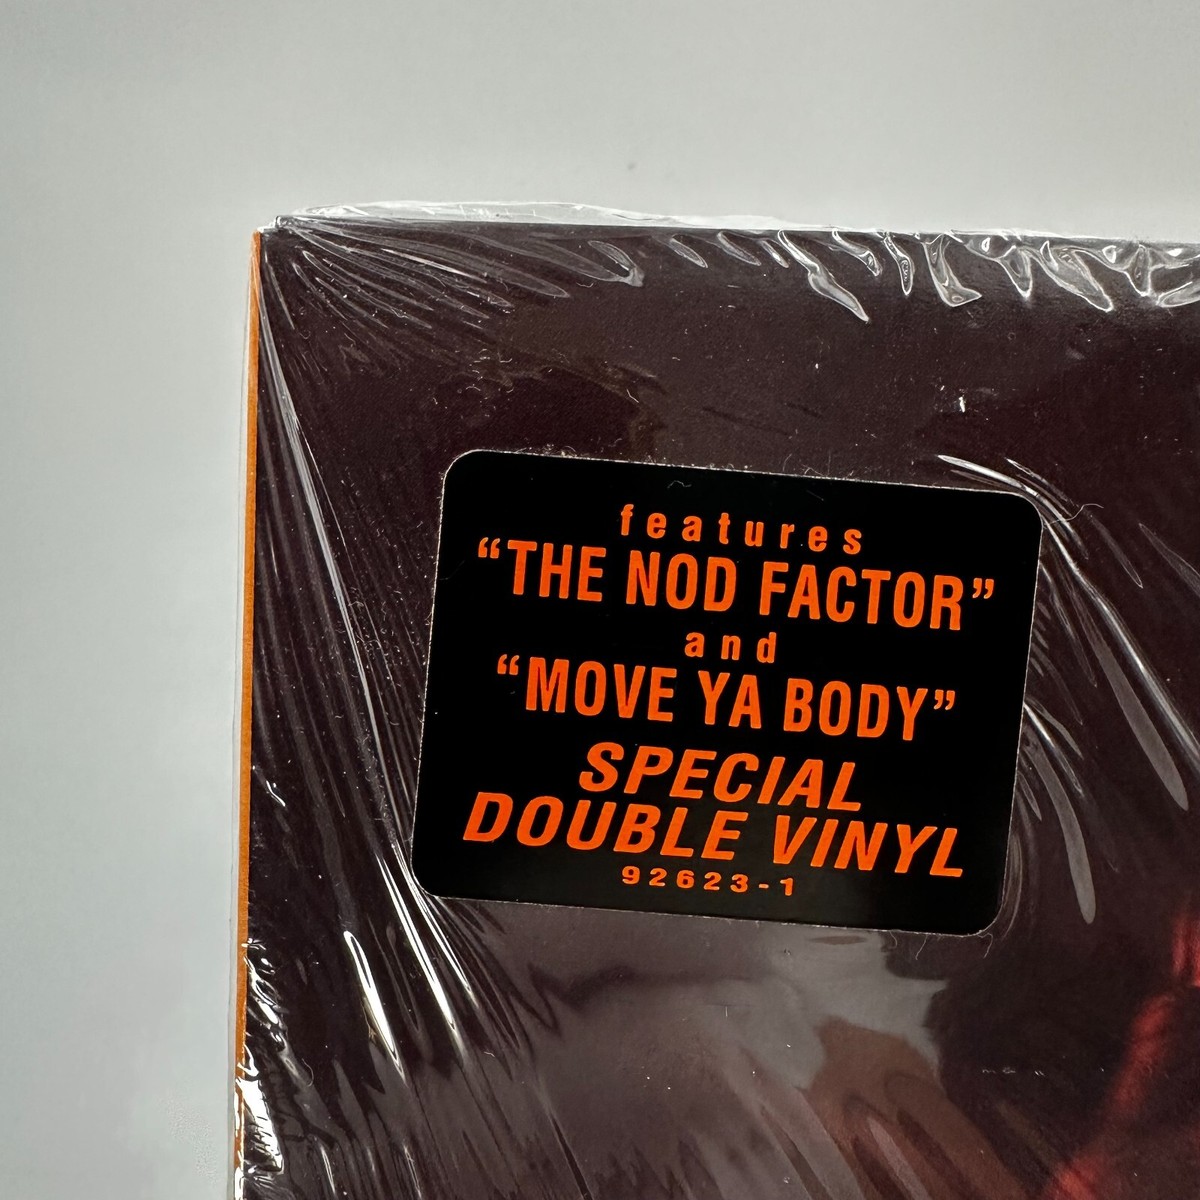 features
“THE NOD FACTOR”
and
“MOVE YA BODY”
SPECIAL
DOUBLE VINYL
92623-1